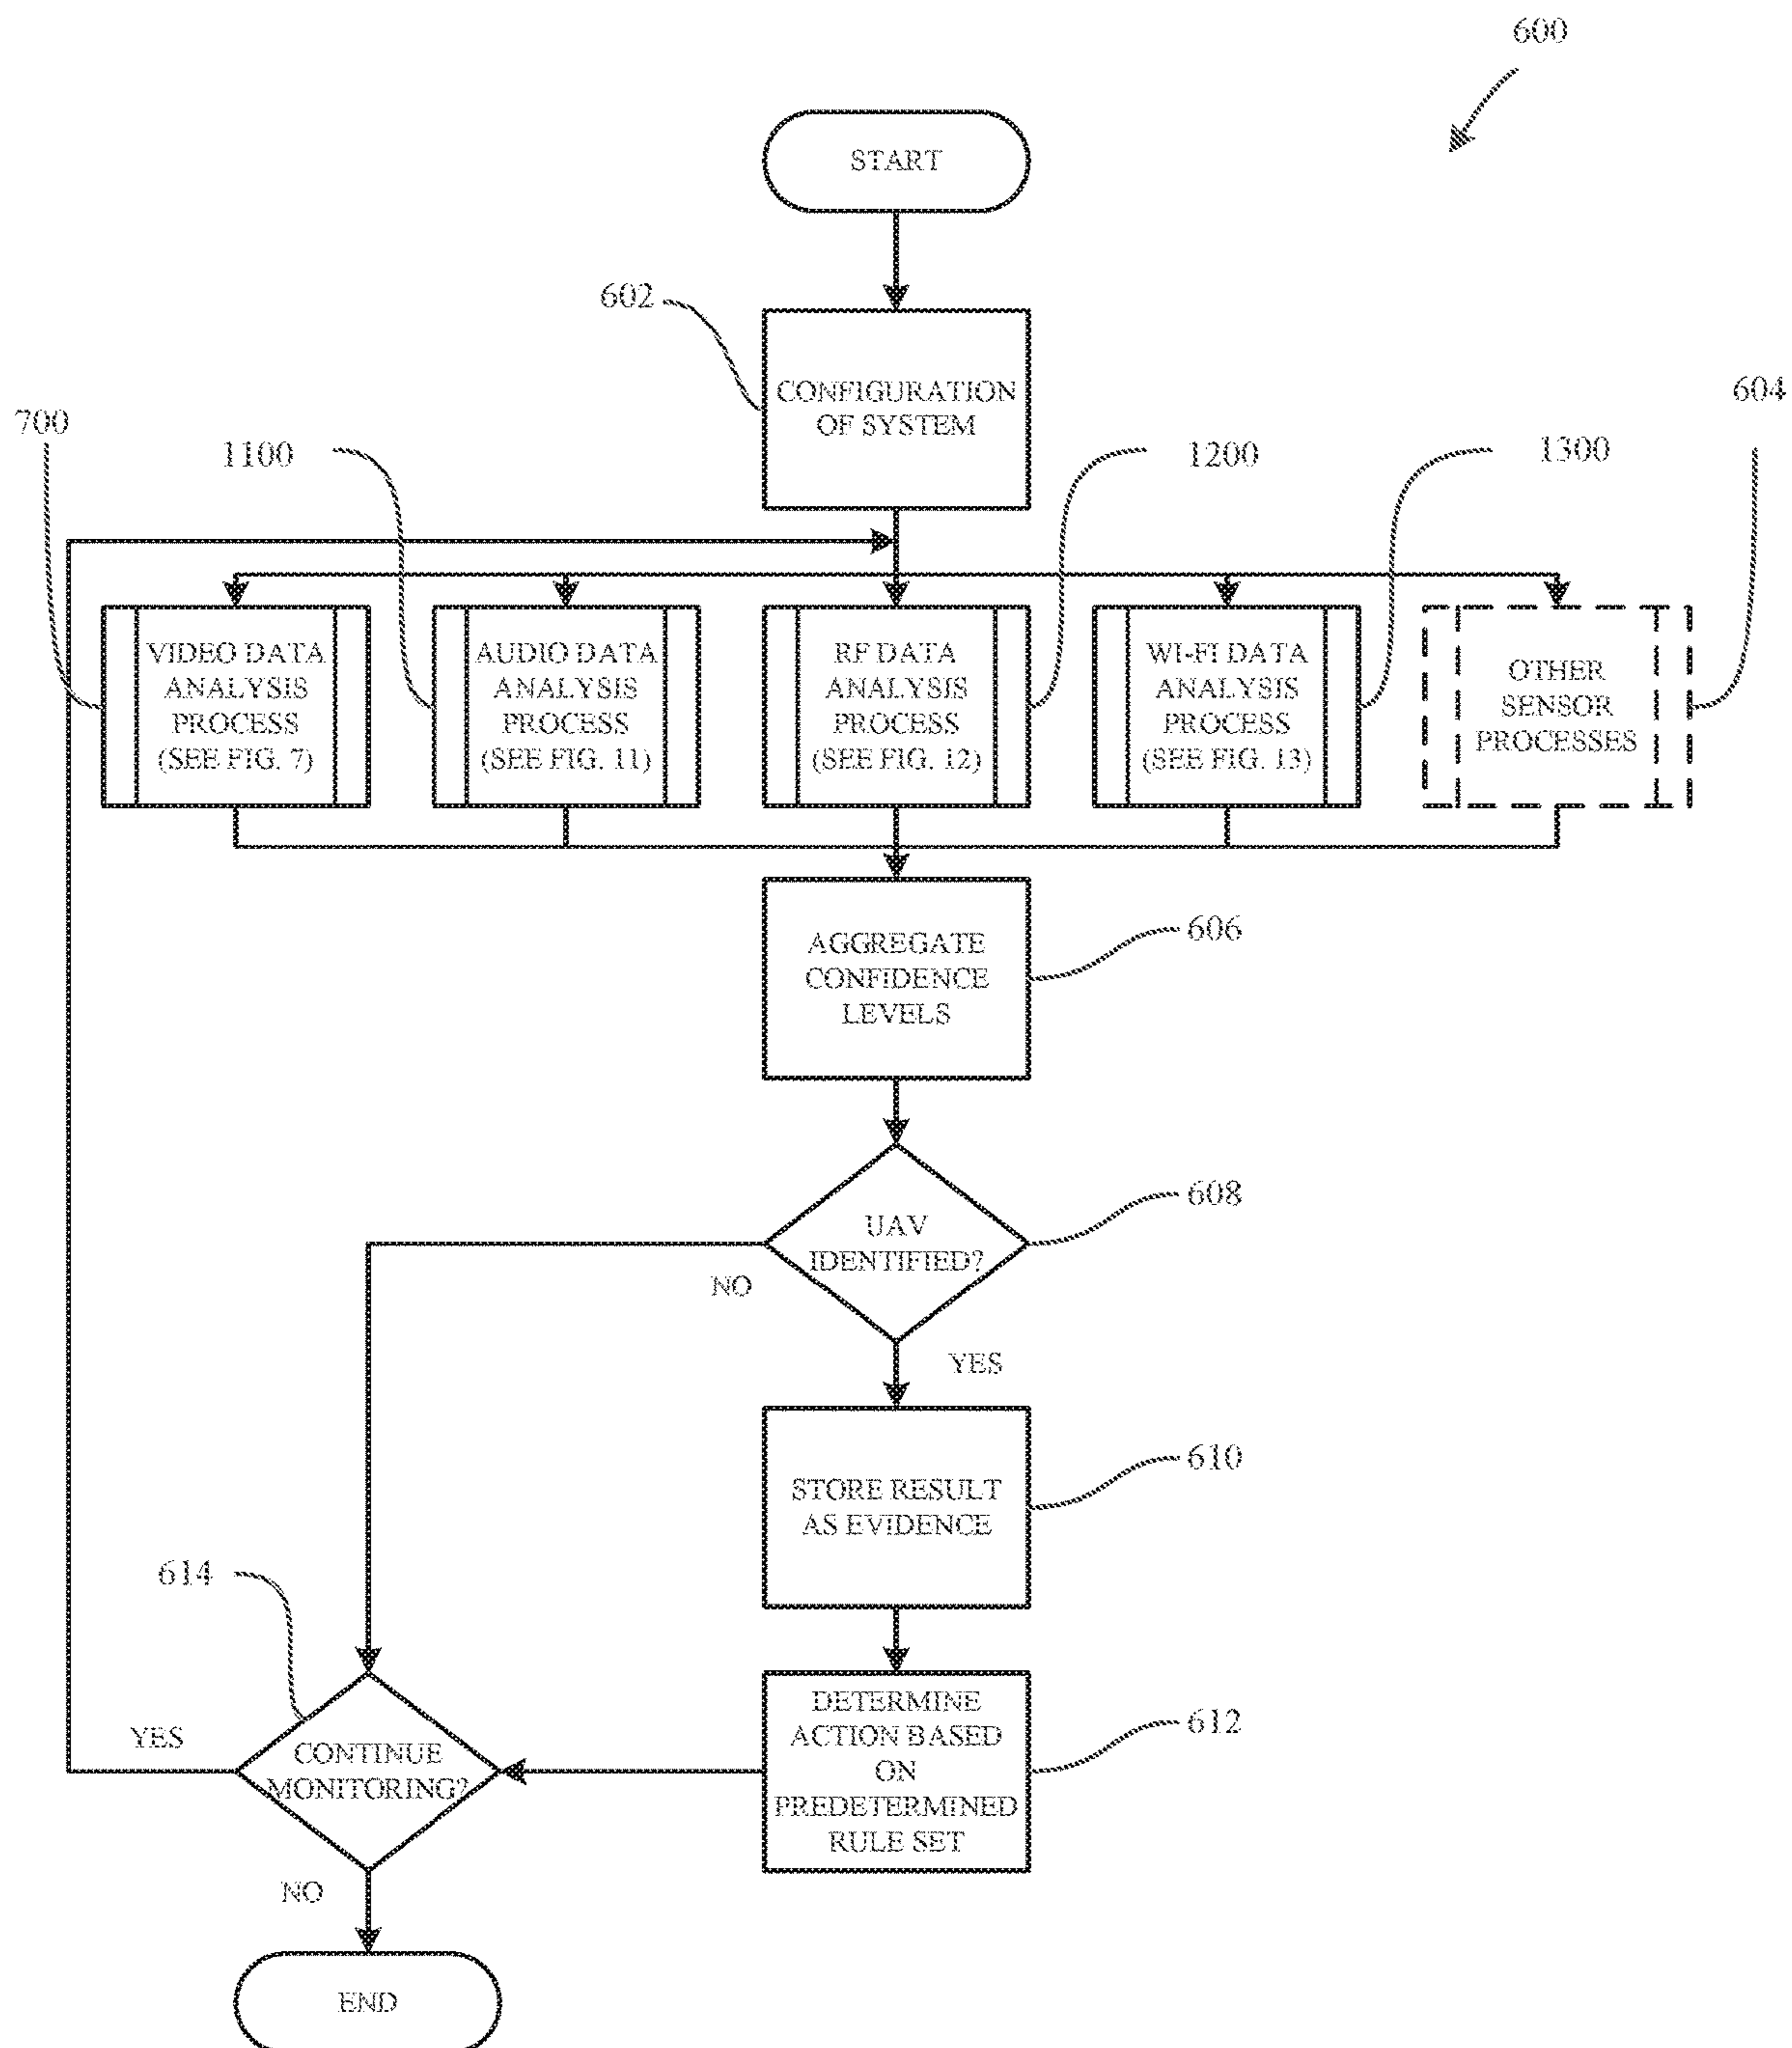 600
START
602
CONFIGURATION
OF SYSTEM
604
700
1100
1200
1300
VIDEO DATA
ANALYSIS
PROCESS
(SEE FIG. 7)
AUDIO DATA
ANALYSIS
PROCESS
(SEE FIG. 11)
RF DATA
ANALYSIS
PROCESS
(SEE FIG. 12)
WI-FI DATA
ANALYSIS
PROCESS
(SEE FIG. 13)
OTHER
SENSOR
PROCESSES
AGGREGATE
CONFIDENCE
LEVELS
606
608
UAV
IDENTIFIED?
NO
YES
610
STORE RESULT
AS EVIDENCE
614
612
DETERMINE
ACTION BASED
ON
PREDETERMINED
RULE SET
YES
CONTINUE
MONITORING?
NO
END